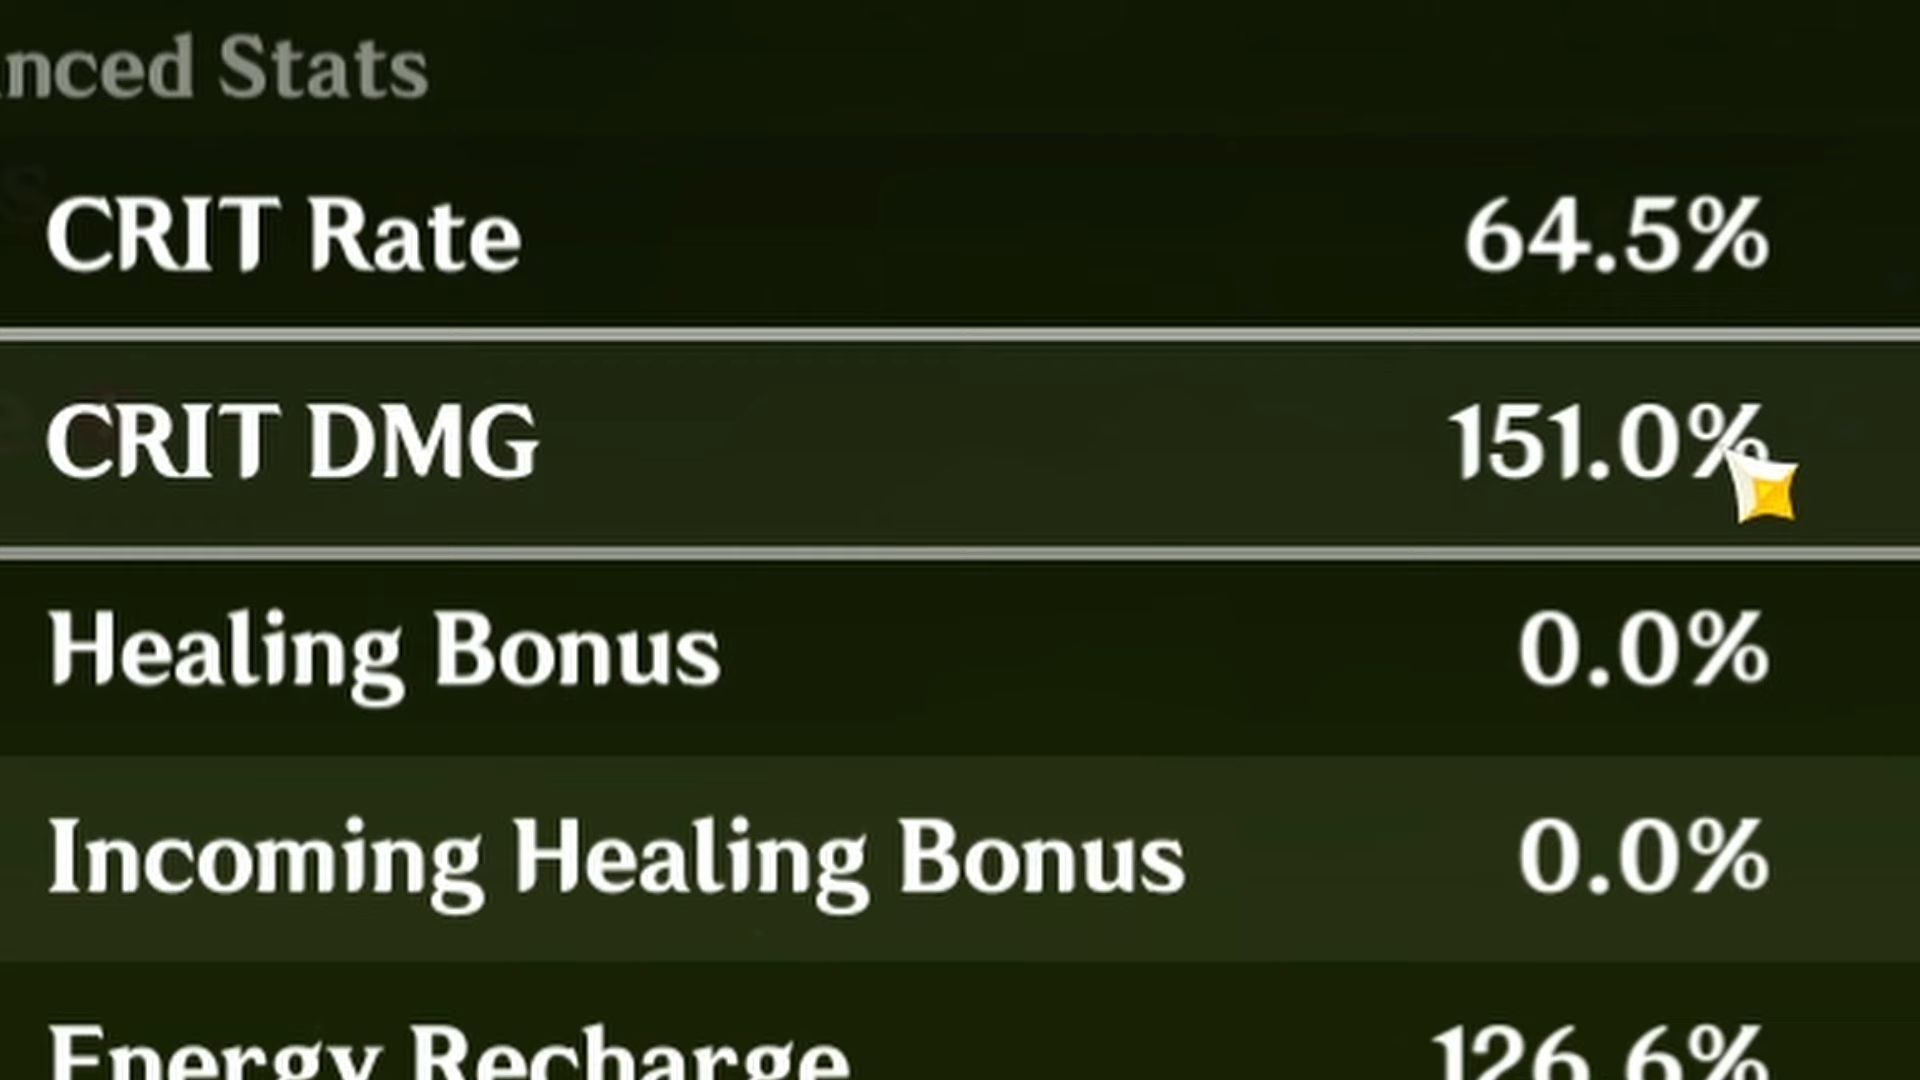 nced Stats
CRIT Rate 64.5%
CRIT DMG 151.0%
Healing Bonus 0.0%
Incoming Healing Bonus 0.0%
Energy Recharge 126.6%